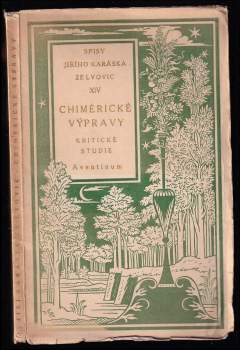 SPISY
JIŘÍHO KARÁSKA
ZE LVOVIC
XIV
CHIMÉRICKÉ
VÝPRAVY
KRITICKÉ
STUDIE
Aventinum